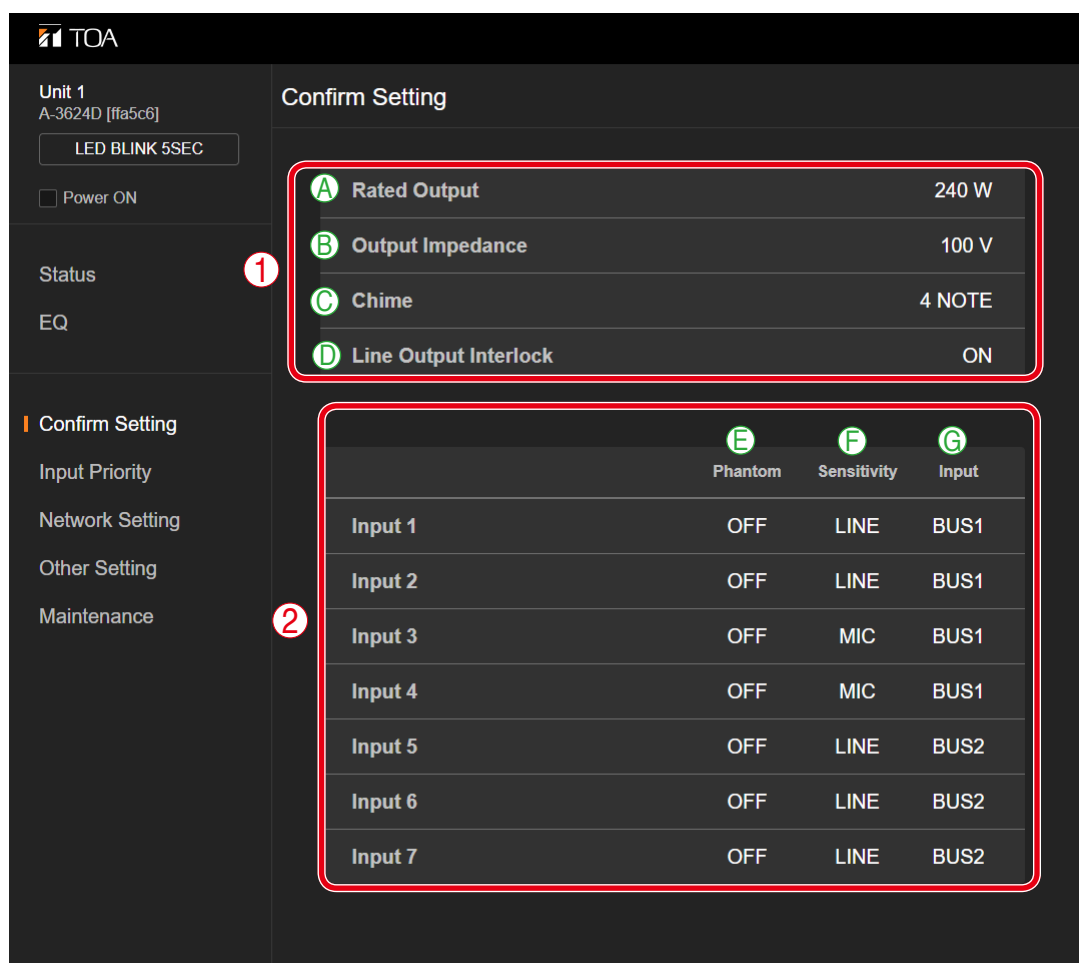 TOA
Unit 1
A-3624D [ffa5c6]
LED BLINK 5SEC
Power ON
Status
EQ
Confirm Setting
Input Priority
Network Setting
Other Setting
Maintenance
Confirm Setting
1
A Rated Output 240 W
B Output Impedance 100 V
C Chime 4 NOTE
D Line Output Interlock ON
2
E F G
Phantom Sensitivity Input
Input 1 OFF LINE BUS1
Input 2 OFF LINE BUS1
Input 3 OFF MIC BUS1
Input 4 OFF MIC BUS1
Input 5 OFF LINE BUS2
Input 6 OFF LINE BUS2
Input 7 OFF LINE BUS2